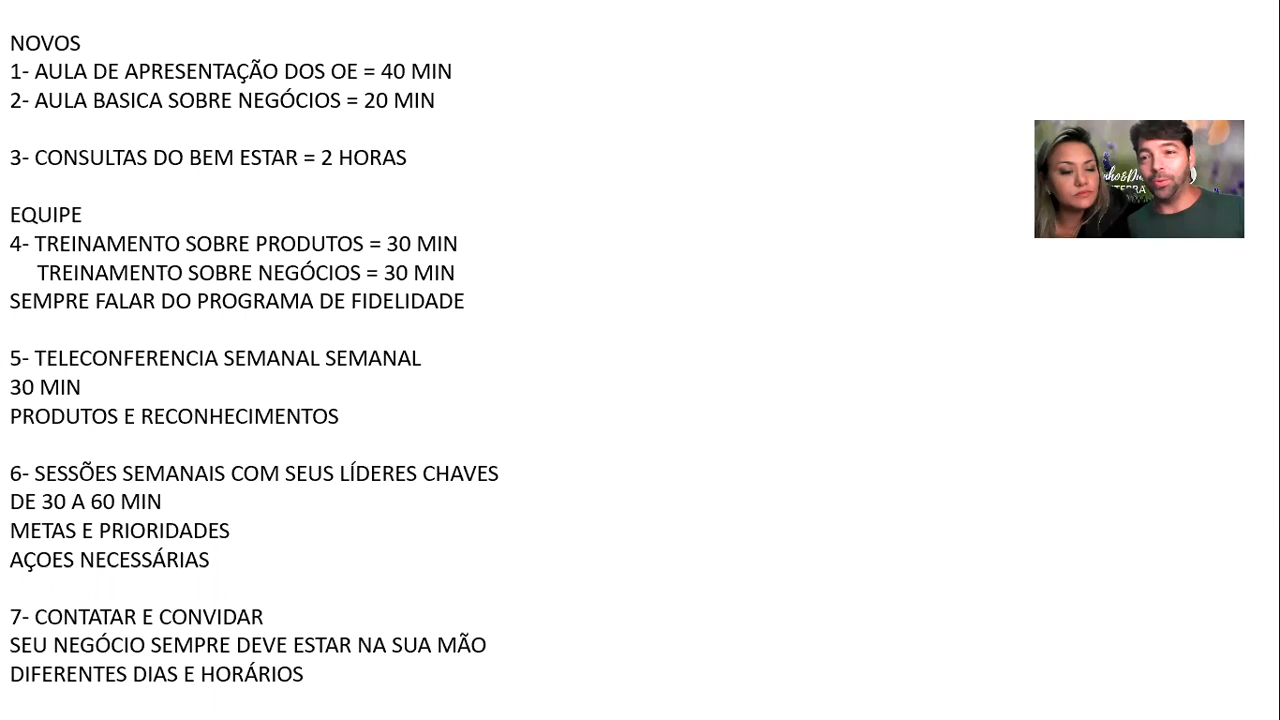 NOVOS
1- AULA DE APRESENTAÇÃO DOS OE = 40 MIN
2- AULA BASICA SOBRE NEGÓCIOS = 20 MIN
3- CONSULTAS DO BEM ESTAR = 2 HORAS
EQUIPE
4- TREINAMENTO SOBRE PRODUTOS = 30 MIN
TREINAMENTO SOBRE NEGÓCIOS = 30 MIN
SEMPRE FALAR DO PROGRAMA DE FIDELIDADE
5- TELECONFERENCIA SEMANAL SEMANAL
30 MIN
PRODUTOS E RECONHECIMENTOS
6- SESSÕES SEMANAIS COM SEUS LÍDERES CHAVES
DE 30 A 60 MIN
METAS E PRIORIDADES
AÇOES NECESSÁRIAS
7- CONTATAR E CONVIDAR
SEU NEGÓCIO SEMPRE DEVE ESTAR NA SUA MÃO
DIFERENTES DIAS E HORÁRIOS